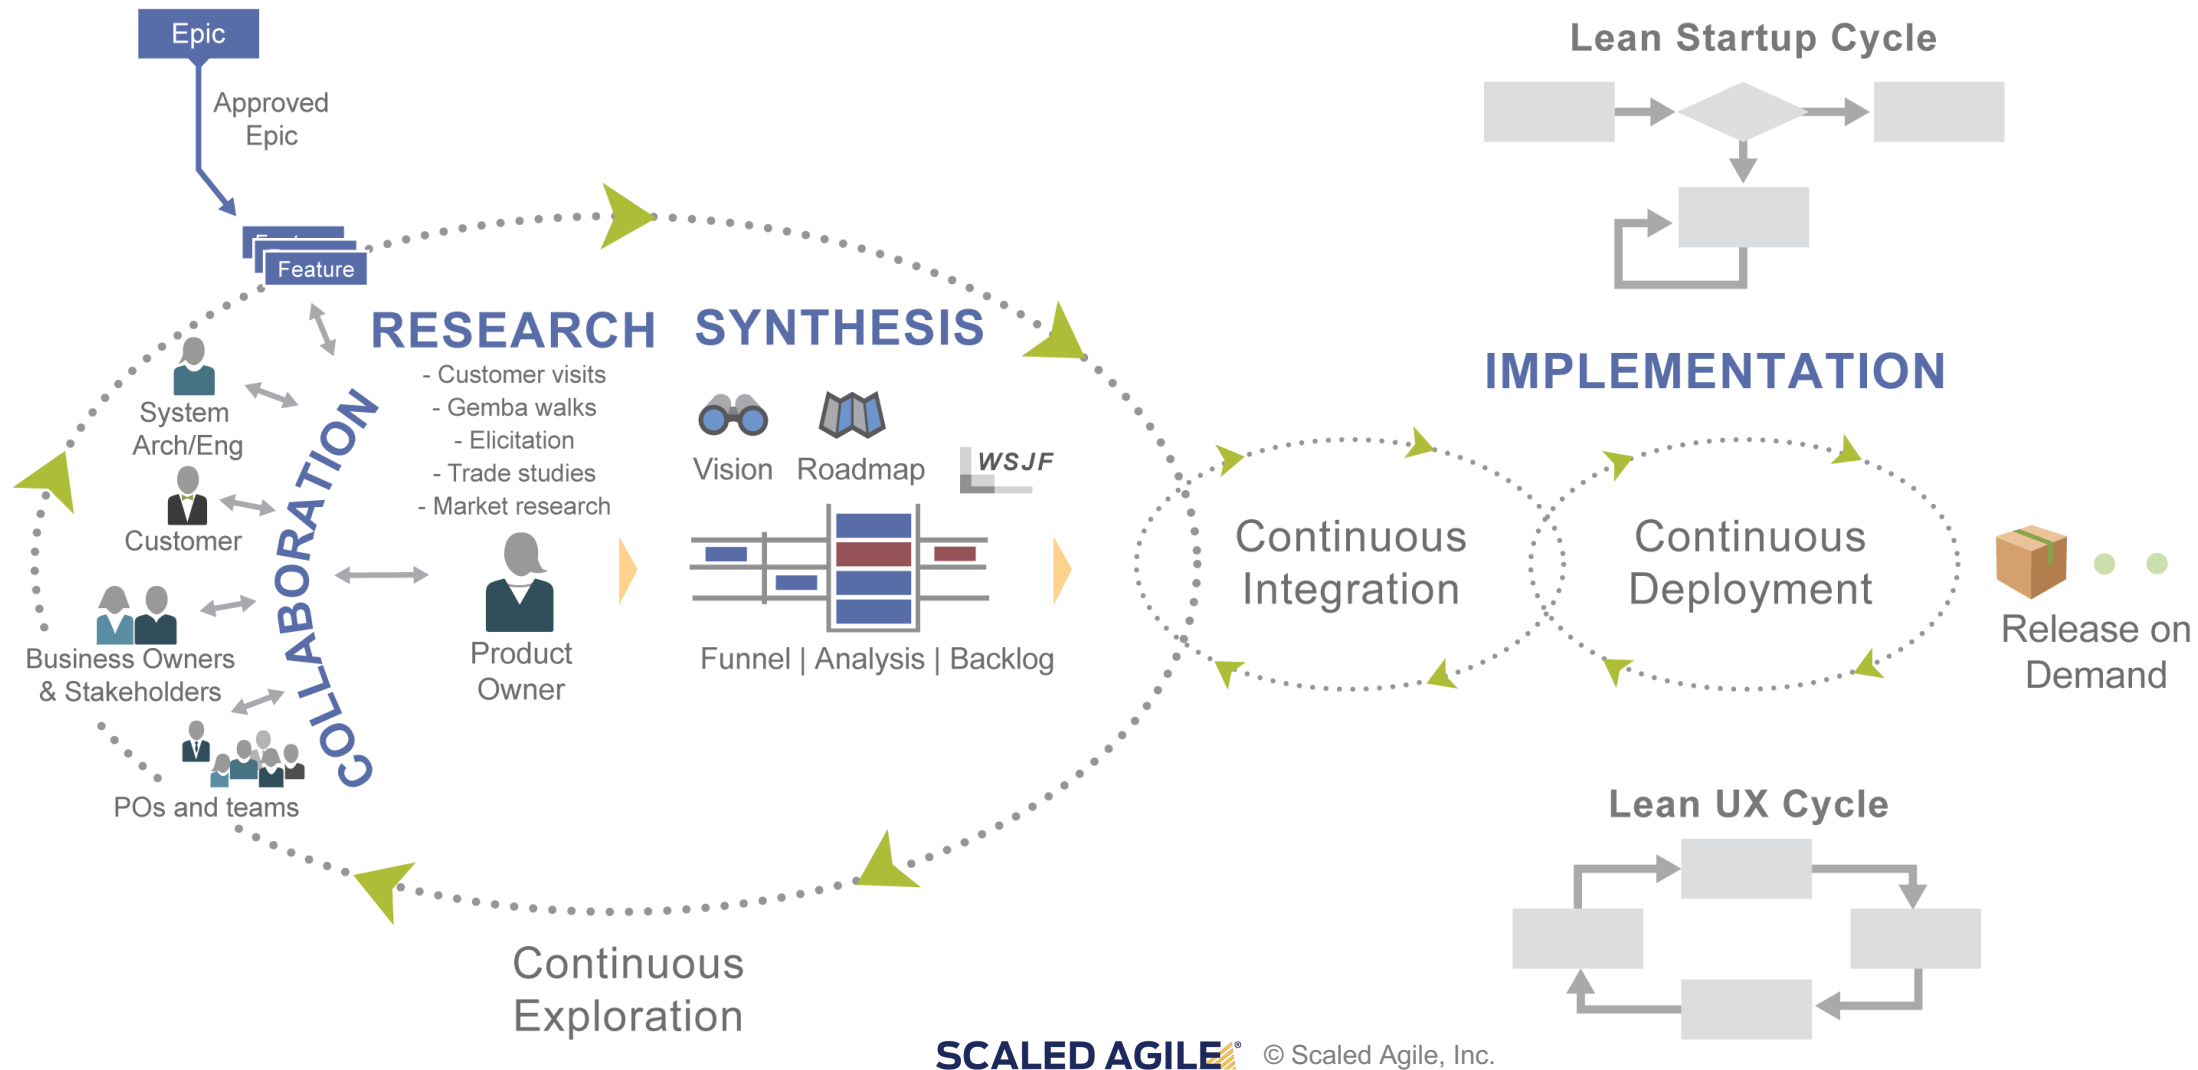 Epic
Approved
Epic
Feature
System
Arch/Eng
Customer
Business Owners
& Stakeholders
POs and teams
COLLABORATION
RESEARCH
- Customer visits
- Gemba walks
- Elicitation
- Trade studies
- Market research
Product
Owner
SYNTHESIS
Vision
Roadmap
WSJF
Funnel | Analysis | Backlog
Continuous
Exploration
Lean Startup Cycle
IMPLEMENTATION
Continuous
Integration
Continuous
Deployment
Release on
Demand
Lean UX Cycle
SCALED AGILE® © Scaled Agile, Inc.